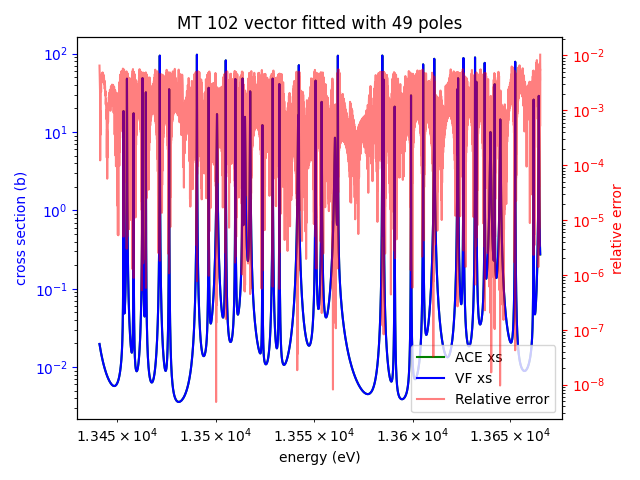 MT 102 vector fitted with 49 poles
10²
10¹
10⁰
10⁻¹
10⁻²
cross section (b)
10⁻²
10⁻³
10⁻⁴
10⁻⁵
10⁻⁶
10⁻⁷
10⁻⁸
relative error
ACE xs
VF xs
Relative error
1.345 × 10⁴ 1.35 × 10⁴ 1.355 × 10⁴ 1.36 × 10⁴ 1.365 × 10⁴
energy (eV)